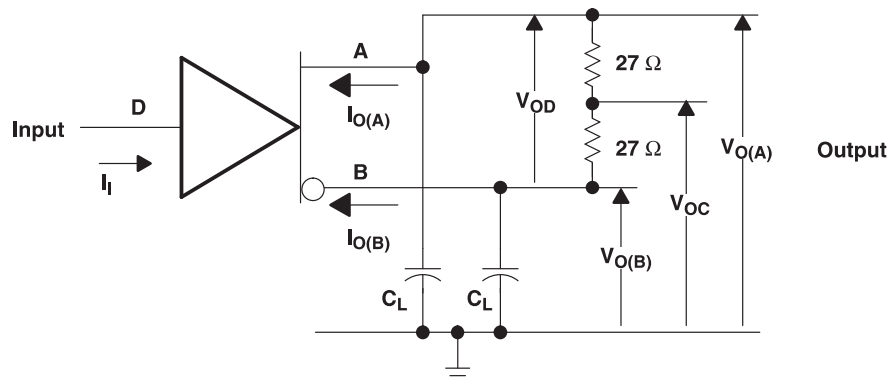 A
27 Ω
V_OD
I_O(A)
D
Input
27 Ω
V_O(A)
Output
I_I
B
V_OC
I_O(B)
V_O(B)
C_L
C_L